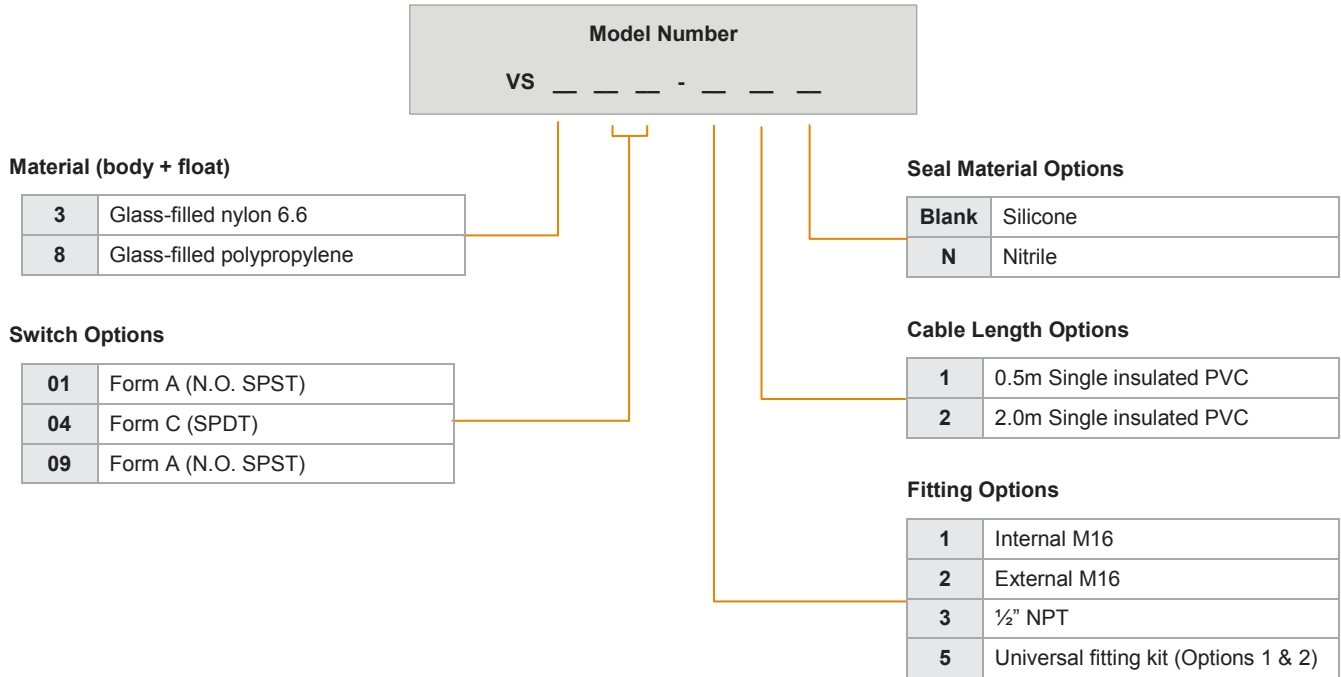 Model Number
VS __ __ __ - __ __ __
Material (body + float)
3 Glass-filled nylon 6.6
8 Glass-filled polypropylene
Switch Options
01 Form A (N.O. SPST)
04 Form C (SPDT)
09 Form A (N.O. SPST)
Seal Material Options
Blank Silicone
N Nitrile
Cable Length Options
1 0.5m Single insulated PVC
2 2.0m Single insulated PVC
Fitting Options
1 Internal M16
2 External M16
3 ½” NPT
5 Universal fitting kit (Options 1 & 2)